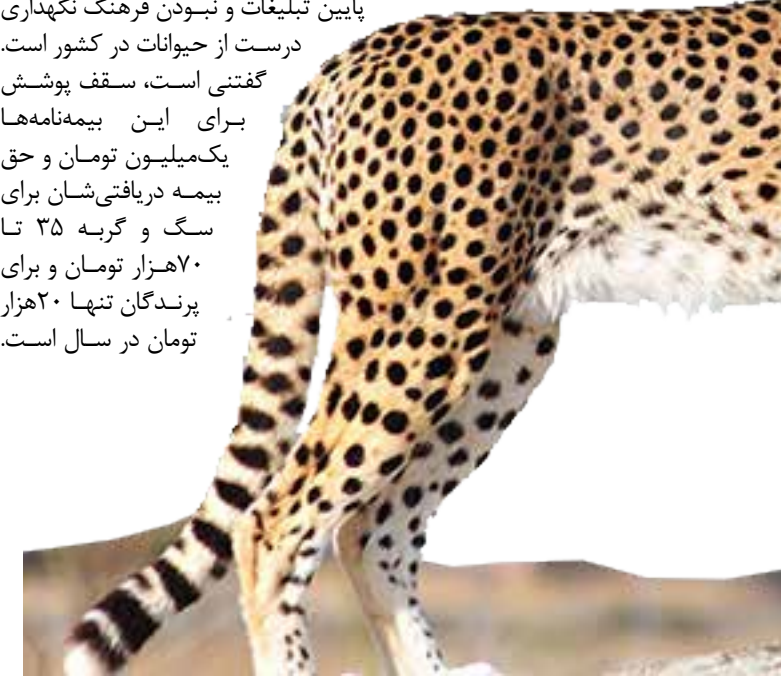 پایین تبلیغات و نبودن فرهنگ نگهداری
درست از حیوانات در کشور است.
گفتنی است، سقف پوشش
برای این بیمه‌نامه‌ها
یک‌میلیون تومان و حق
بیمه دریافتی‌شان برای
سگ و گربه ۳۵ تا
۷۰هزار تومان و برای
پرندگان تنها ۲۰هزار
تومان در سال است.